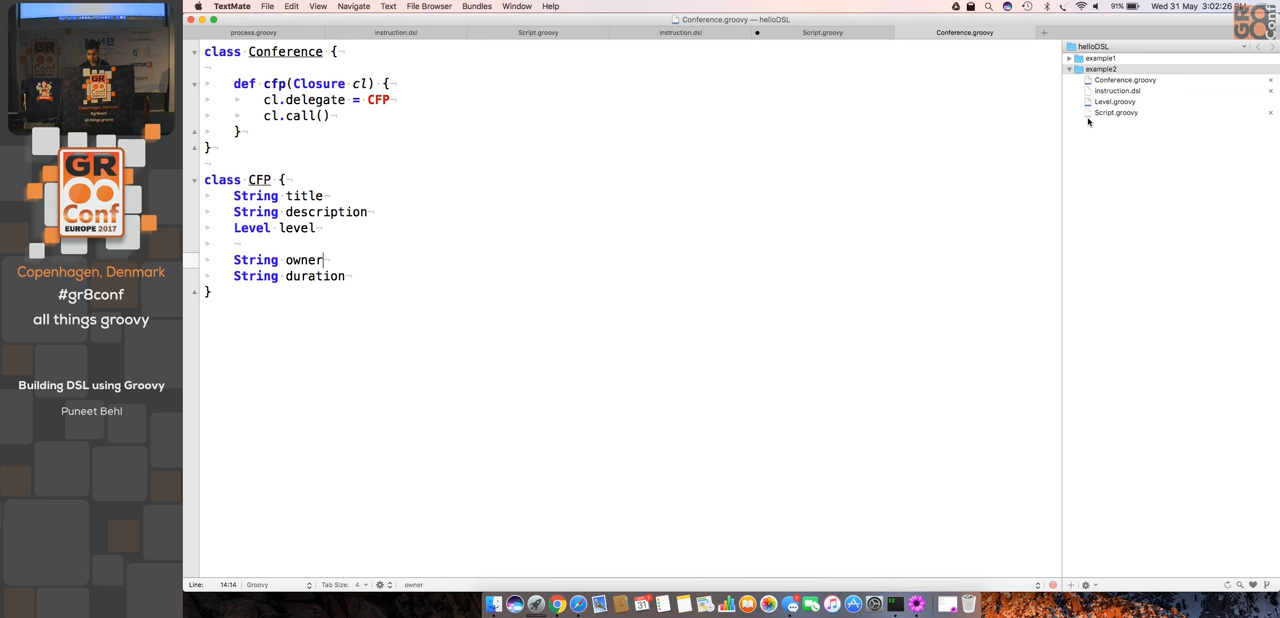 TextMate File Edit View Navigate Text File Browser Bundles Window Help
91% Wed 31 May 3:02:26
Conference.groovy — helloDSL
process.groovy instruction.dsl Script.groovy instruction.dsl Script.groovy Conference.groovy
class Conference {
def cfp(Closure cl) {
cl.delegate = CFP
cl.call()
}
}
class CFP {
String title
String description
Level level
String owner
String duration
}
helloDSL
example1
example2
Conference.groovy
instruction.dsl
Level.groovy
Script.groovy
GR
Conf
EUROPE 2017
Copenhagen, Denmark
#gr8conf
all things groovy
Building DSL using Groovy
Puneet Behl
Line: 14:14 Groovy Tab Size: 4 owner
GR
Conf